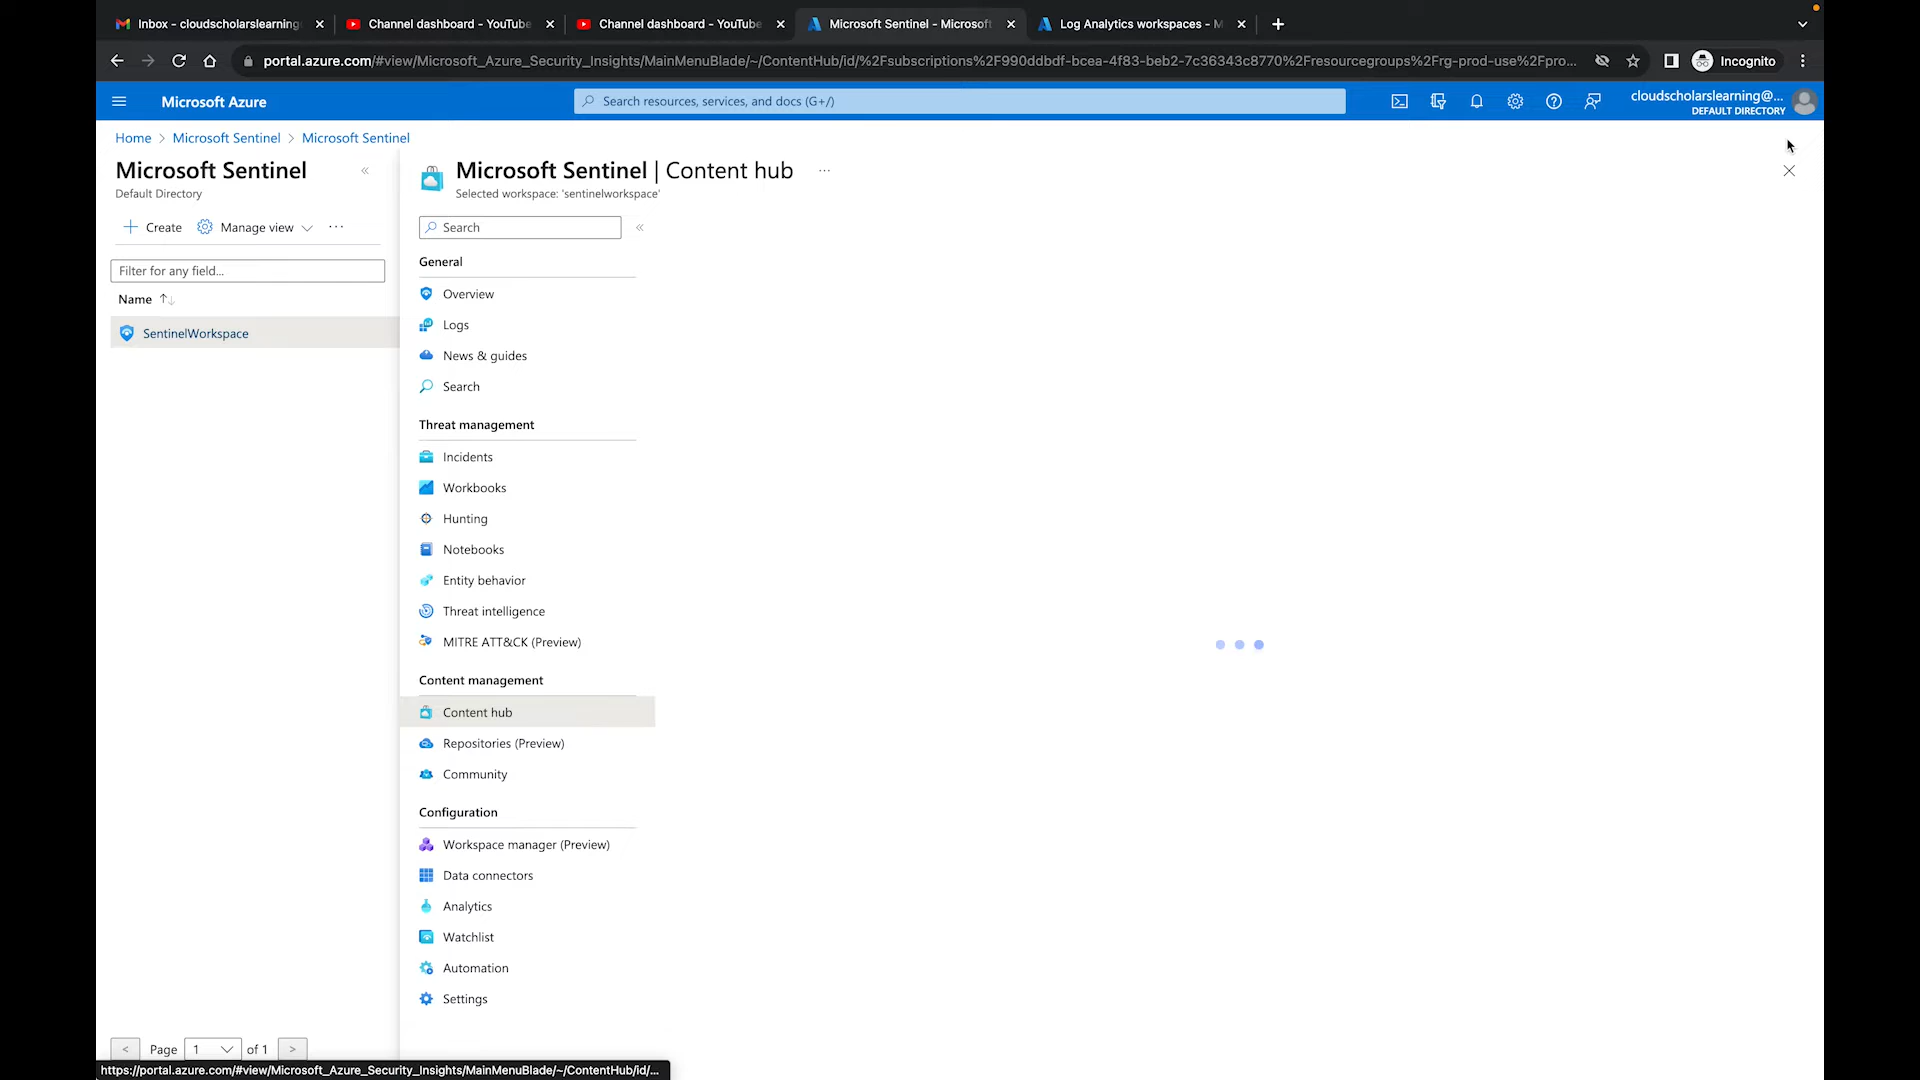 Inbox - cloudscholarslearning
Channel dashboard - YouTube
Channel dashboard - YouTube
Microsoft Sentinel - Microsoft
Log Analytics workspaces - M
portal.azure.com/#view/Microsoft_Azure_Security_Insights/MainMenuBlade/~/ContentHub/id/%2Fsubscriptions%2F990ddbdf-bcea-4f83-beb2-7c36343c8770%2Fresourcegroups%2Frg-prod-use%2Fpro...
Incognito
Microsoft Azure
Search resources, services, and docs (G+/)
cloudscholarslearning@...
DEFAULT DIRECTORY
Home > Microsoft Sentinel > Microsoft Sentinel
Microsoft Sentinel
Default Directory
+ Create
Manage view
...
Filter for any field...
Name
SentinelWorkspace
< Page 1 of 1 >
Microsoft Sentinel | Content hub
...
Selected workspace: 'sentinelworkspace'
Search
General
Overview
Logs
News & guides
Search
Threat management
Incidents
Workbooks
Hunting
Notebooks
Entity behavior
Threat intelligence
MITRE ATT&CK (Preview)
Content management
Content hub
Repositories (Preview)
Community
Configuration
Workspace manager (Preview)
Data connectors
Analytics
Watchlist
Automation
Settings
https://portal.azure.com/#view/Microsoft_Azure_Security_Insights/MainMenuBlade/~/ContentHub/id/...